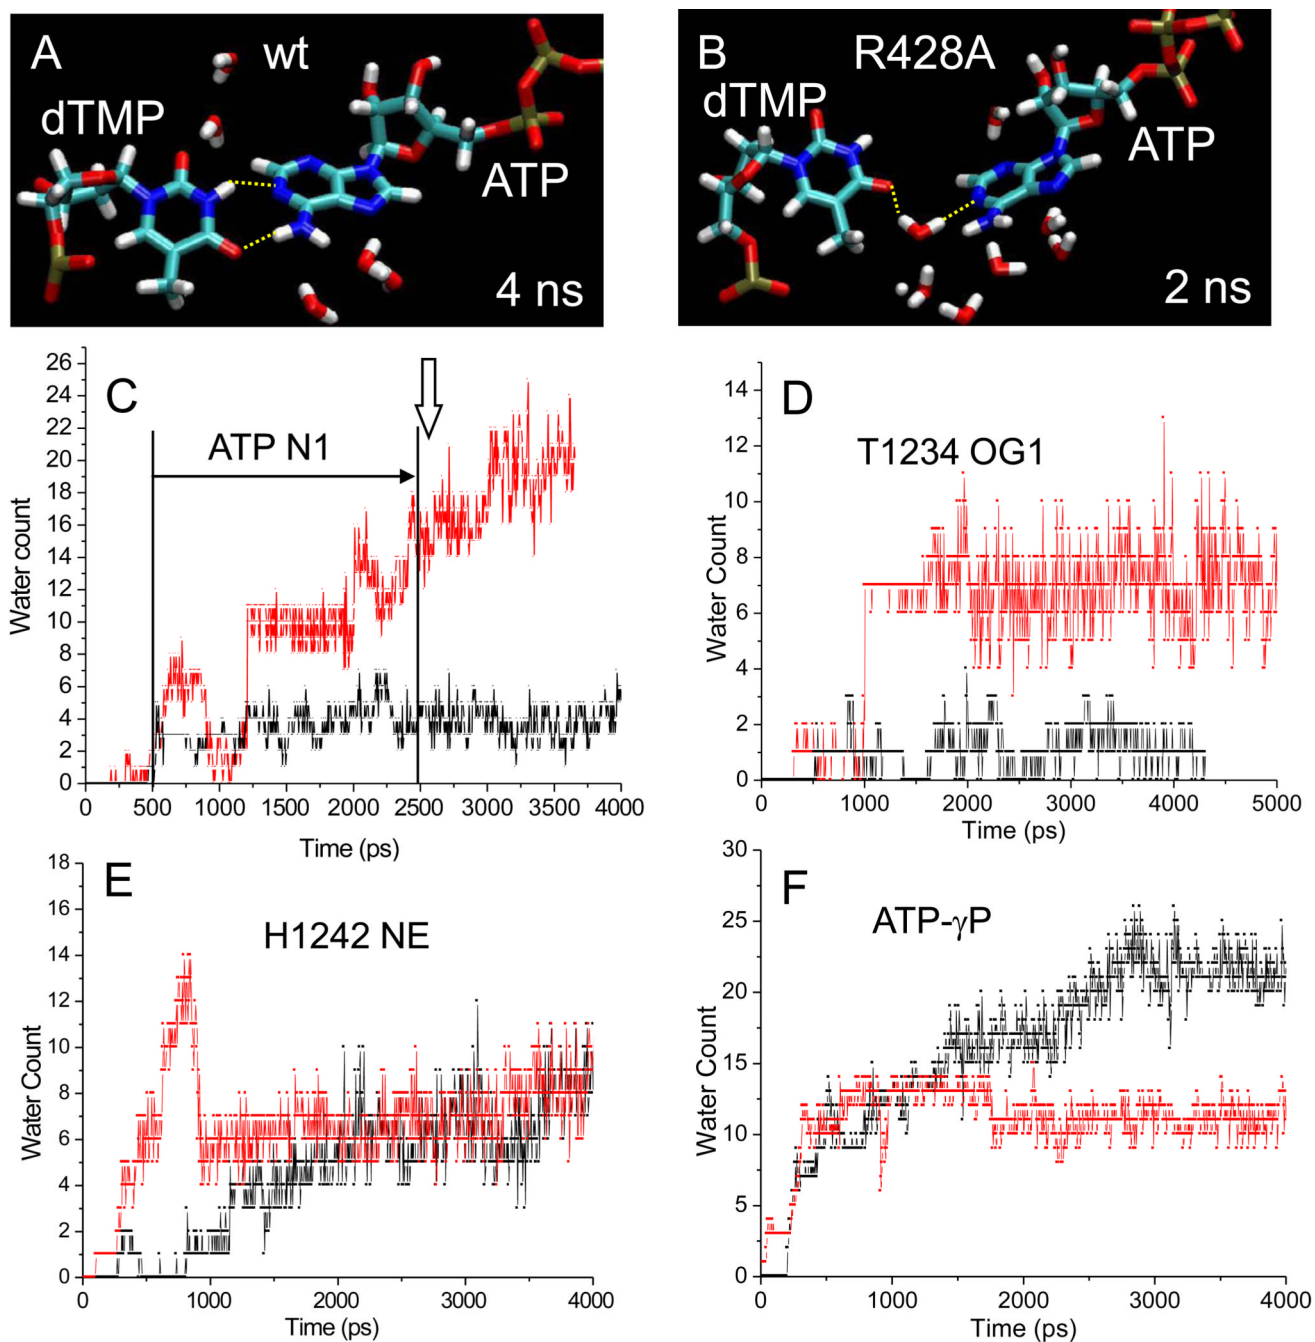 A
wt
dTMP
ATP
4 ns
B
R428A
dTMP
ATP
2 ns
C
ATP N1
Water count
26
24
22
20
18
16
14
12
10
8
6
4
2
0
0 500 1000 1500 2000 2500 3000 3500 4000
Time (ps)
D
T1234 OG1
Water Count
14
12
10
8
6
4
2
0
0 1000 2000 3000 4000 5000
Time (ps)
E
H1242 NE
Water Count
18
16
14
12
10
8
6
4
2
0
0 1000 2000 3000 4000
Time (ps)
F
ATP-γP
Water Count
30
25
20
15
10
5
0
0 1000 2000 3000 4000
Time (ps)